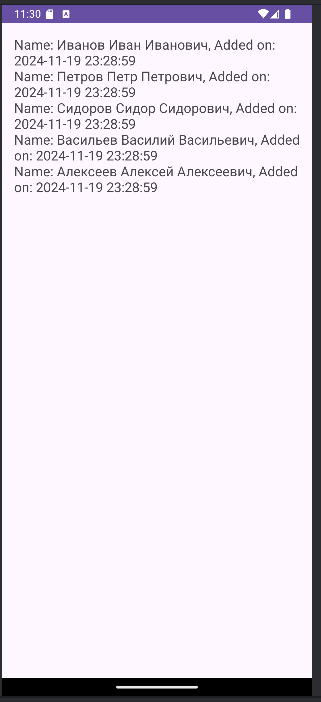 11:30
Name: Иванов Иван Иванович, Added on:
2024-11-19 23:28:59
Name: Петров Петр Петрович, Added on:
2024-11-19 23:28:59
Name: Сидоров Сидор Сидорович, Added on:
2024-11-19 23:28:59
Name: Васильев Василий Васильевич, Added
on: 2024-11-19 23:28:59
Name: Алексеев Алексей Алексеевич, Added
on: 2024-11-19 23:28:59